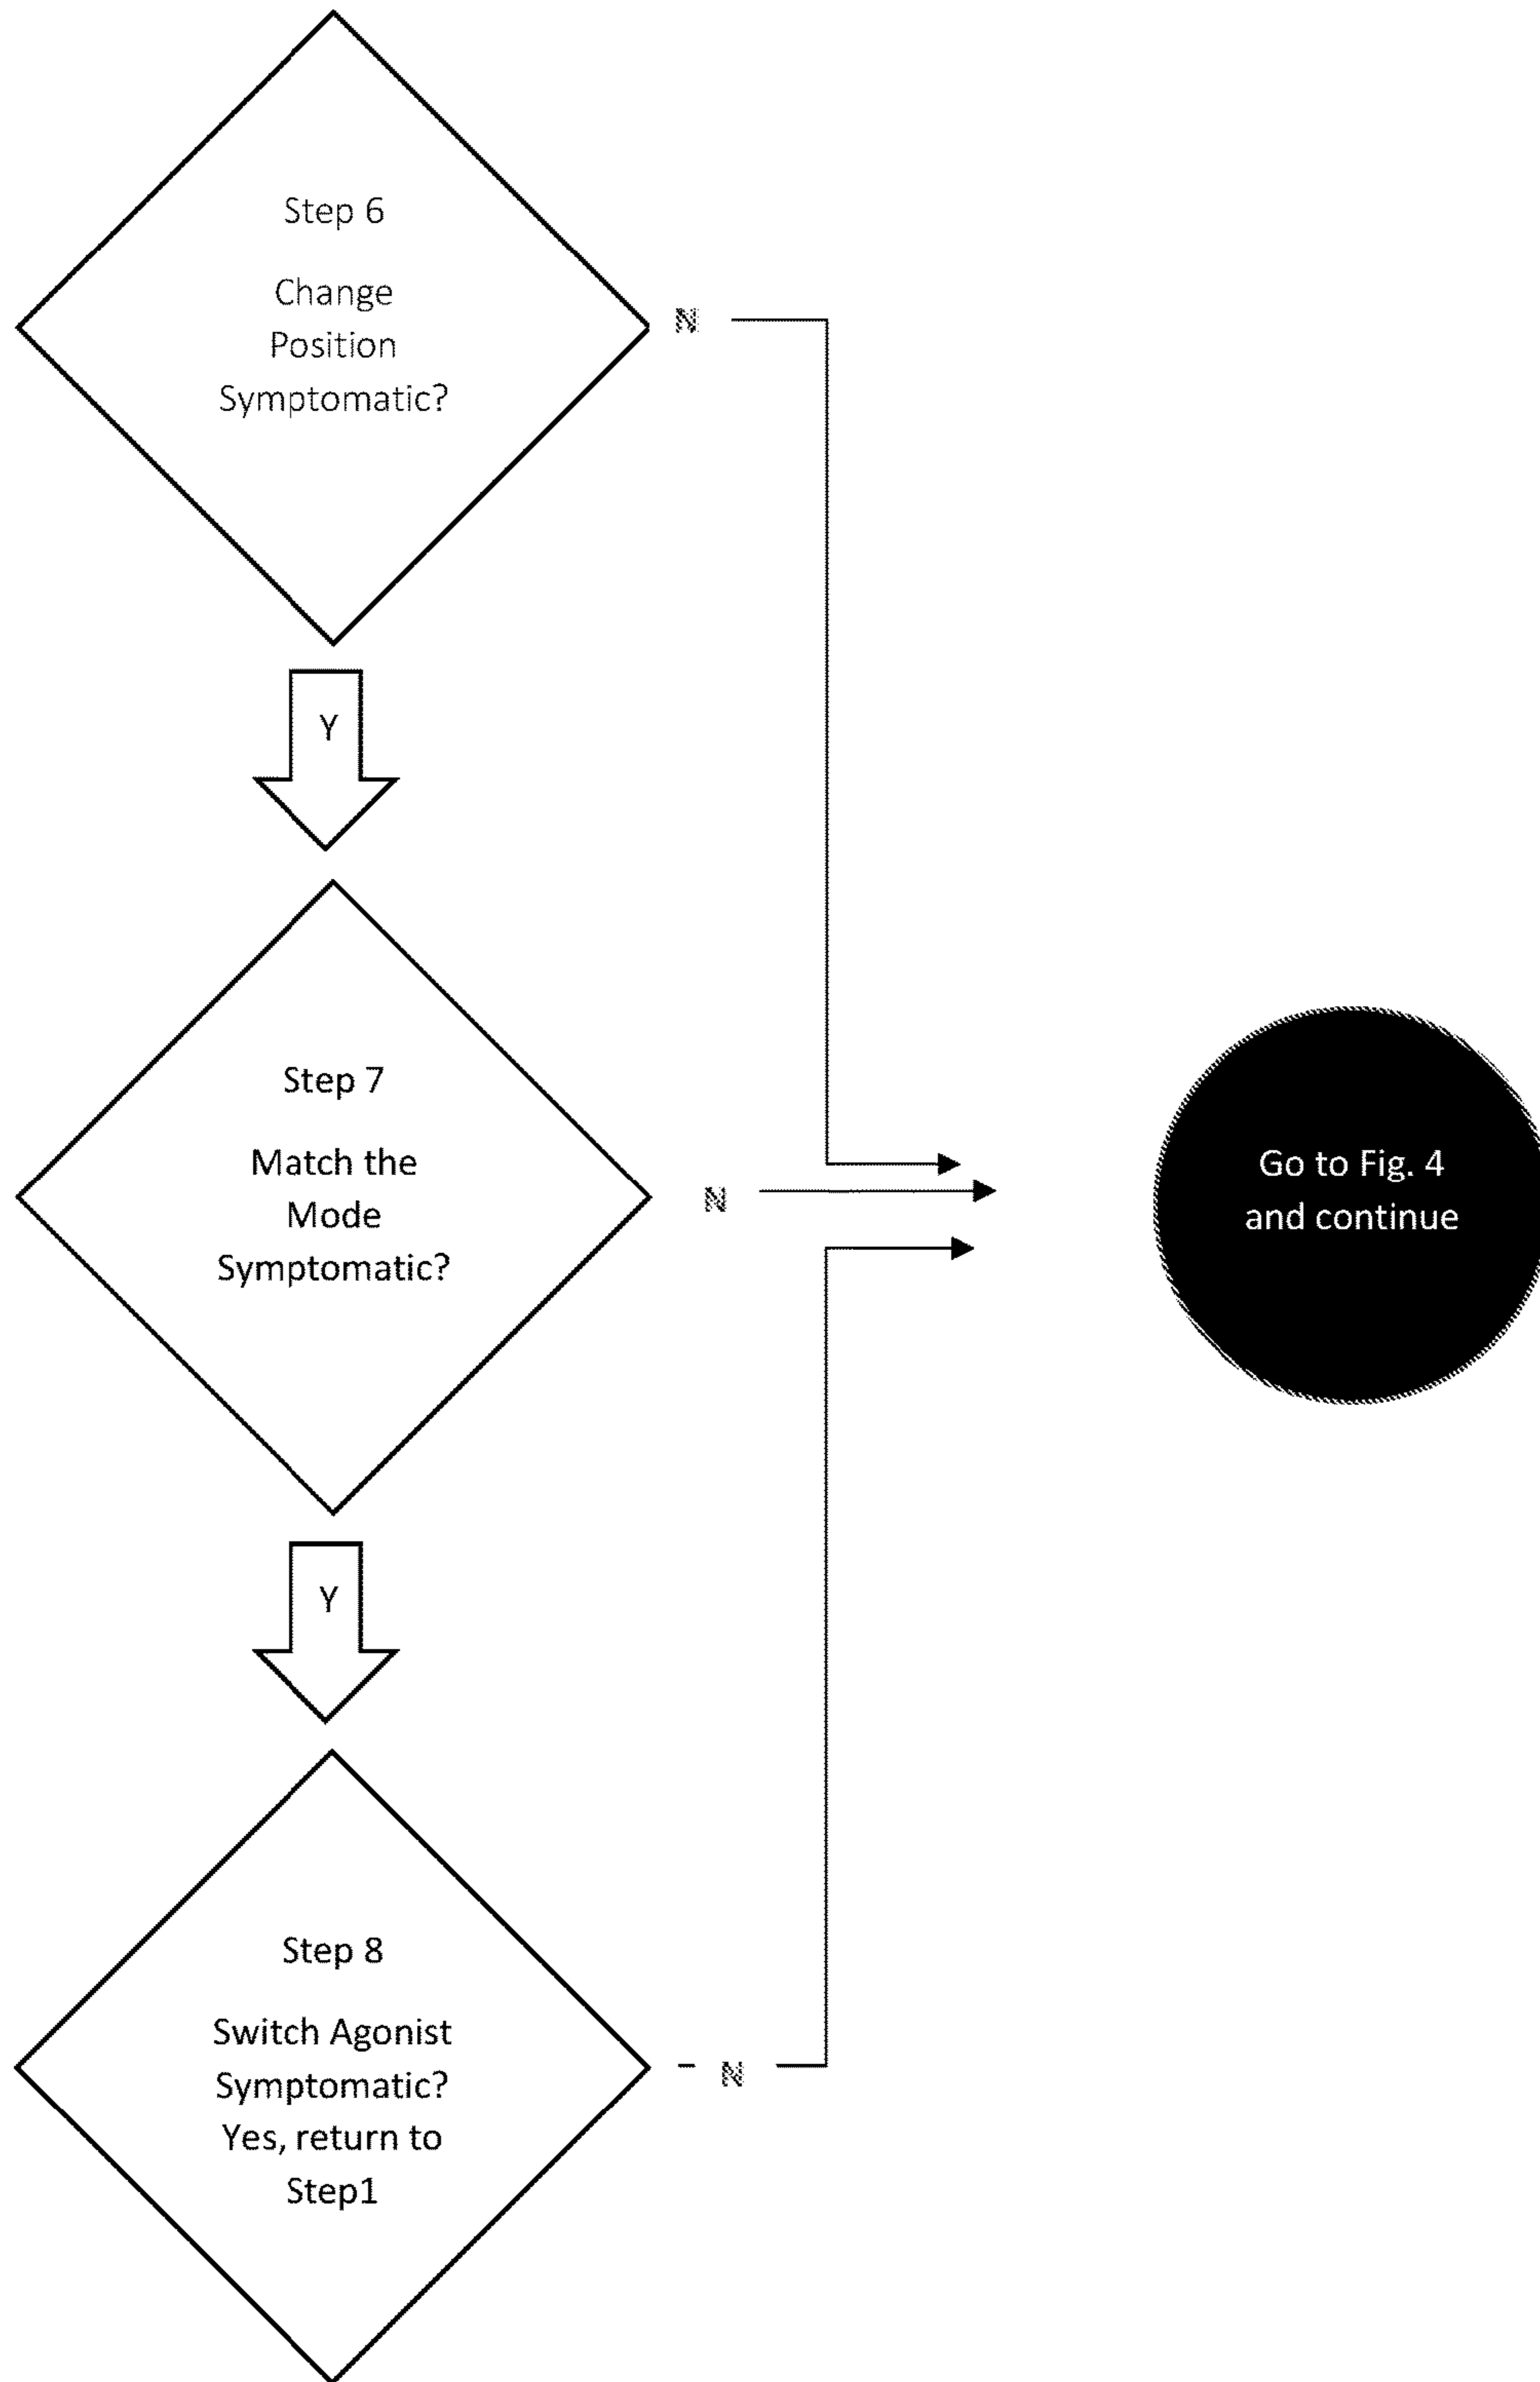 Step 6
Change
Position
Symptomatic?
N
Y
Step 7
Match the
Mode
Symptomatic?
N
Go to Fig. 4
and continue
Y
Step 8
Switch Agonist
Symptomatic?
Yes, return to
Step1
N